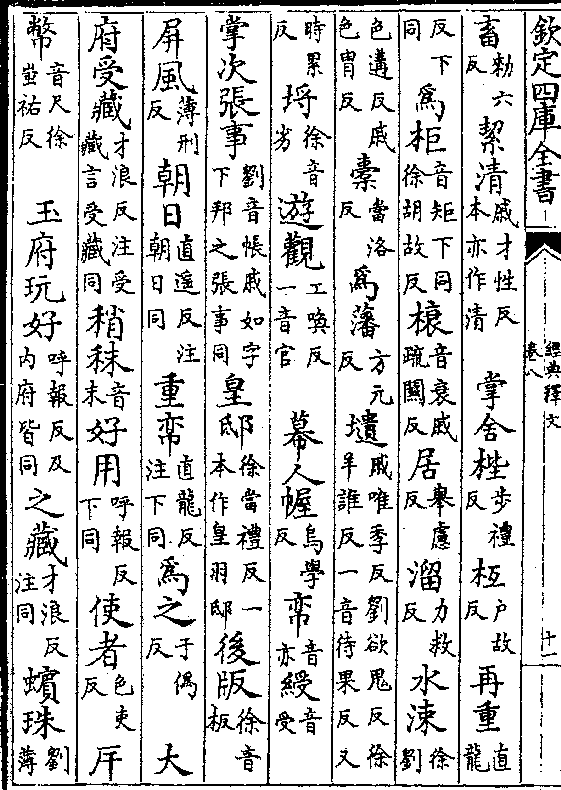 欽定四庫全書 經典釋文 卷八 十二
畜勑六反 絜清戚才性反本亦作清 掌舍 梐步禮反 枑户故反 再重直龍
反下同 為柜音矩下同徐胡故反 榱音衰戚疏闗反 居舉慮反 溜力救反 水涑徐劉
色遘反戚色胄反 橐當洛反 為藩方元反 壝戚唯季反劉欲鬼反徐羊誰反一音待果反又
時累反 埒徐音劣 遊觀工喚反一音官 幕人 幄烏學反 帟音亦 綬音受
掌次 張事劉音帳戚如字下邦之張事同 皇邸徐當禮反一本作皇羽邸 後版徐音板
屏風薄刑反 朝日直遥反注朝日同 重帟直龍反注下同 為之于偽反 大
府 受藏才浪反注受藏言受藏同 稍秣音末 好用呼報反下同 使者色吏反 斥
幣音尺徐蚩祐反 玉府 玩好呼報反及内府皆同 之藏才浪反注同 蠙珠劉薄